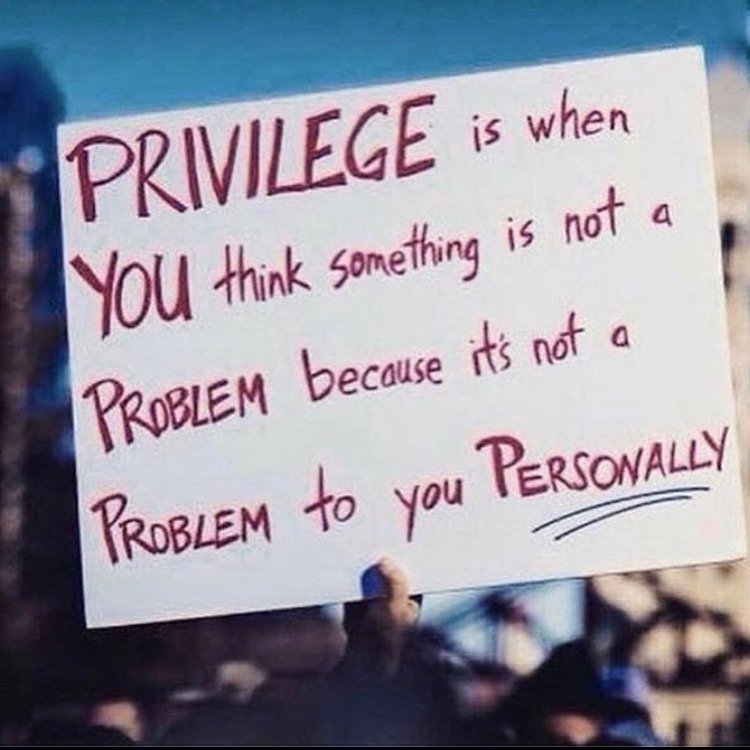 PRIVILEGE is when
YOU think something is not a
PROBLEM because it's not a
PROBLEM to you PERSONALLY